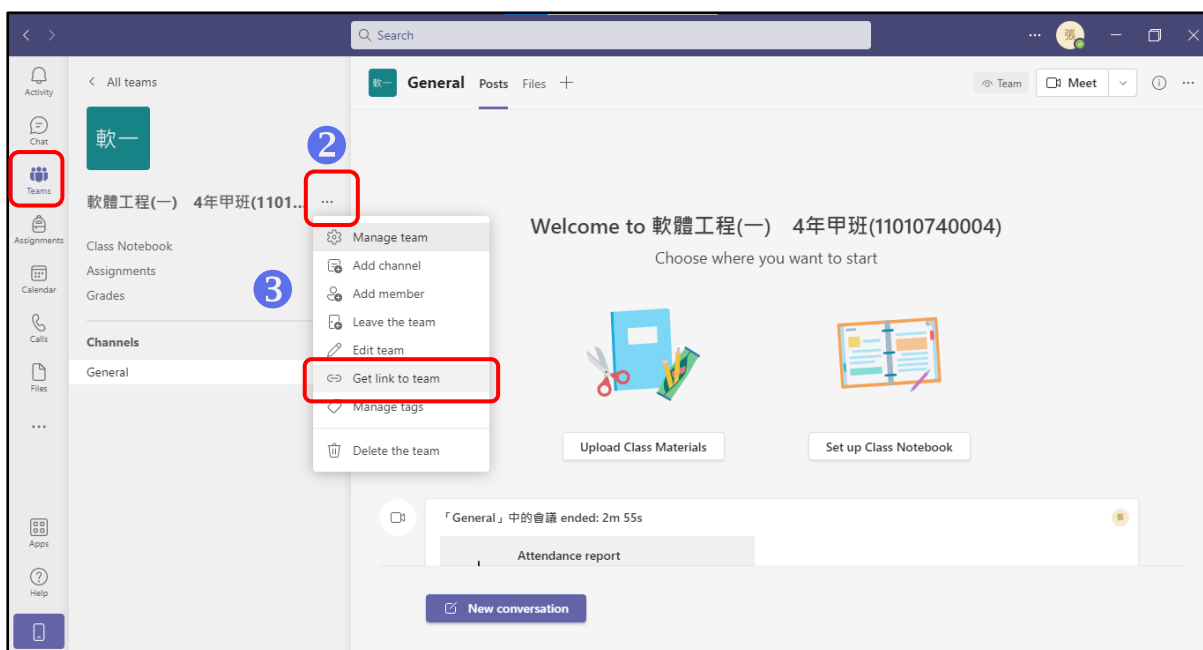 Search
...
張
Activity
Chat
Teams
Assignments
Calendar
Calls
Files
...
Apps
Help
All teams
軟一
2
軟體工程(一) 4年甲班(1101... ...
Class Notebook
Assignments
Grades
3
Channels
General
Manage team
Add channel
Add member
Leave the team
Edit team
Get link to team
Manage tags
Delete the team
軟一 General Posts Files +
Team Meet ...
Welcome to 軟體工程(一) 4年甲班(11010740004)
Choose where you want to start
Upload Class Materials Set up Class Notebook
「General」中的會議 ended: 2m 55s
張
Attendance report
New conversation